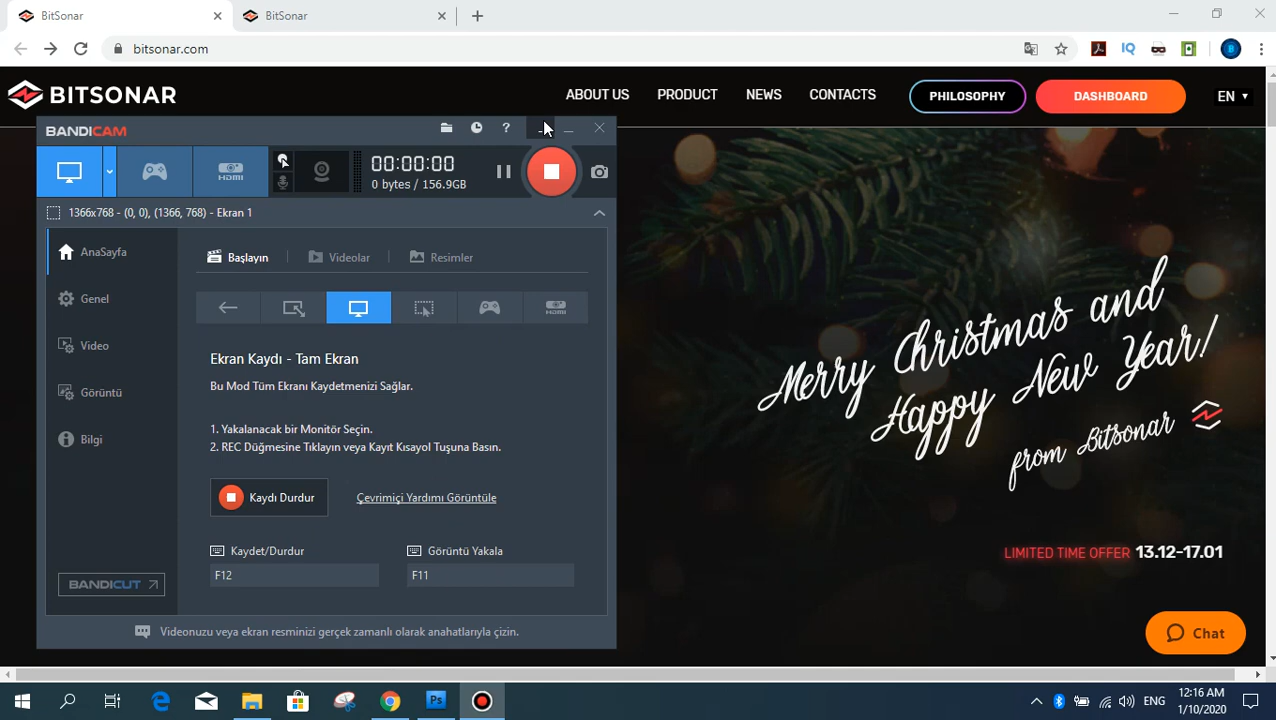 BitSonar
BitSonar
bitsonar.com
BITSONAR
ABOUT US
PRODUCT
NEWS
CONTACTS
PHILOSOPHY
DASHBOARD
EN
BANDICAM
HDMI
00:00:00
0 bytes / 156.9GB
1366x768 - (0, 0), (1366, 768) - Ekran 1
AnaSayfa
Genel
Video
Görüntü
Bilgi
BANDICUT
Başlayın
Videolar
Resimler
HDMI
Ekran Kaydı - Tam Ekran
Bu Mod Tüm Ekranı Kaydetmenizi Sağlar.
1. Yakalanacak bir Monitör Seçin.
2. REC Düğmesine Tıklayın veya Kayıt Kısayol Tuşuna Basın.
Kaydı Durdur
Çevrimiçi Yardımı Görüntüle
Kaydet/Durdur
Görüntü Yakala
F12
F11
Videonuzu veya ekran resminizi gerçek zamanlı olarak anahatlarıyla çizin.
Merry Christmas and
Happy New Year!
from Bitsonar
LIMITED TIME OFFER 13.12-17.01
Chat
ENG
12:16 AM
1/10/2020